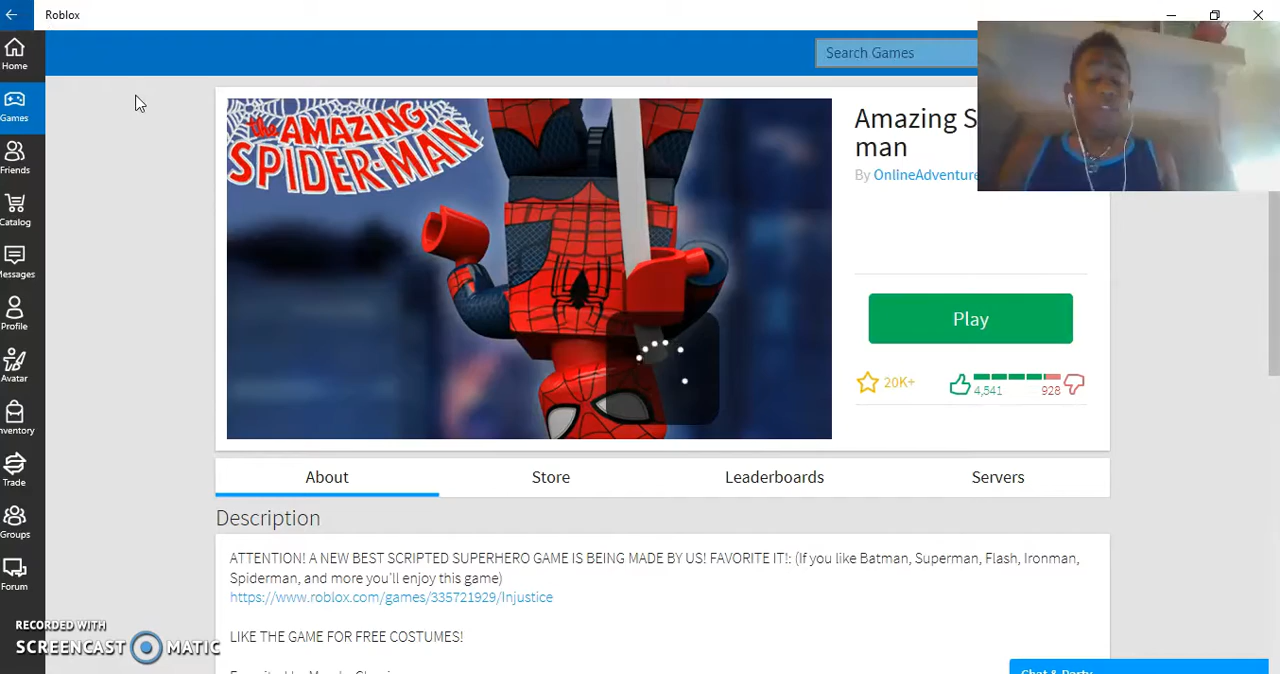 Roblox
Home
Games
Friends
Catalog
Messages
Profile
Avatar
Inventory
Trade
Groups
Forum
Search Games
the AMAZING
SPIDER-MAN
Amazing S
man
By OnlineAdventure
Play
20K+
4,541
928
About
Store
Leaderboards
Servers
Description
ATTENTION! A NEW BEST SCRIPTED SUPERHERO GAME IS BEING MADE BY US! FAVORITE IT!: (If you like Batman, Superman, Flash, Ironman,
Spiderman, and more you'll enjoy this game)
https://www.roblox.com/games/335721929/Injustice
LIKE THE GAME FOR FREE COSTUMES!
RECORDED WITH
SCREENCAST MATIC
Chat & Party